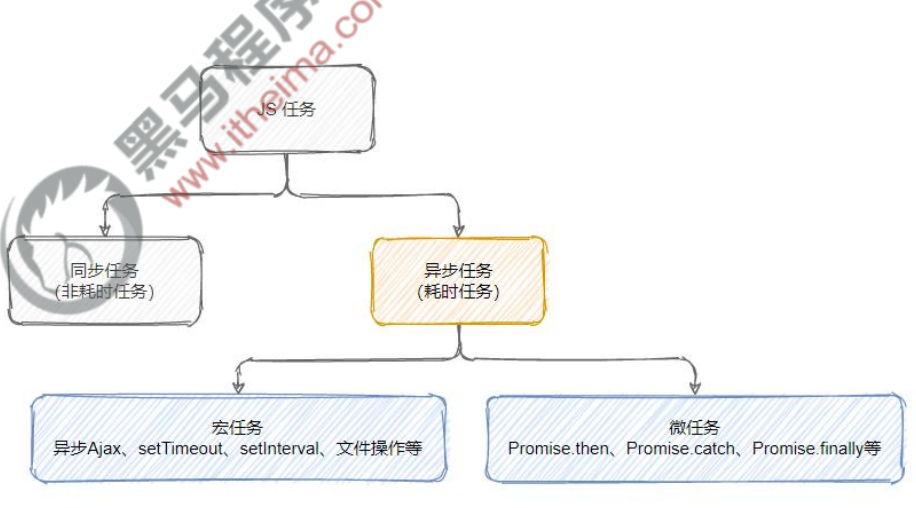 黑马程序
www.itheima.co
JS 任务
同步任务
(非耗时任务)
异步任务
(耗时任务)
宏任务
异步Ajax、setTimeout、setInterval、文件操作等
微任务
Promise.then、Promise.catch、Promise.finally等